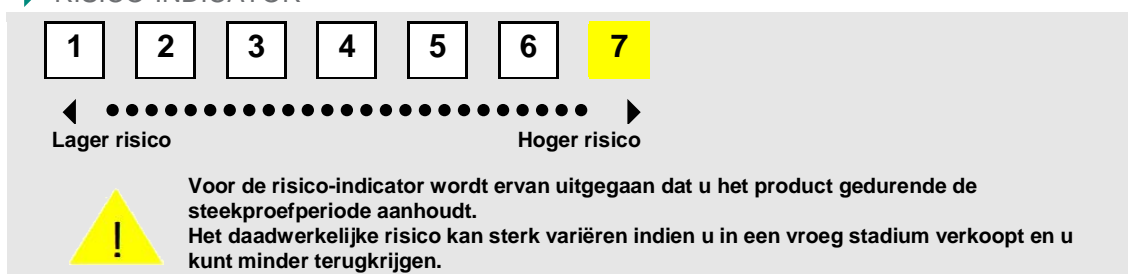 RISICO-INDICATOR
1 2 3 4 5 6 7
Lager risico Hoger risico
Voor de risico-indicator wordt ervan uitgegaan dat u het product gedurende de
steekproefperiode aanhoudt.
Het daadwerkelijke risico kan sterk variëren indien u in een vroeg stadium verkoopt en u
kunt minder terugkrijgen.